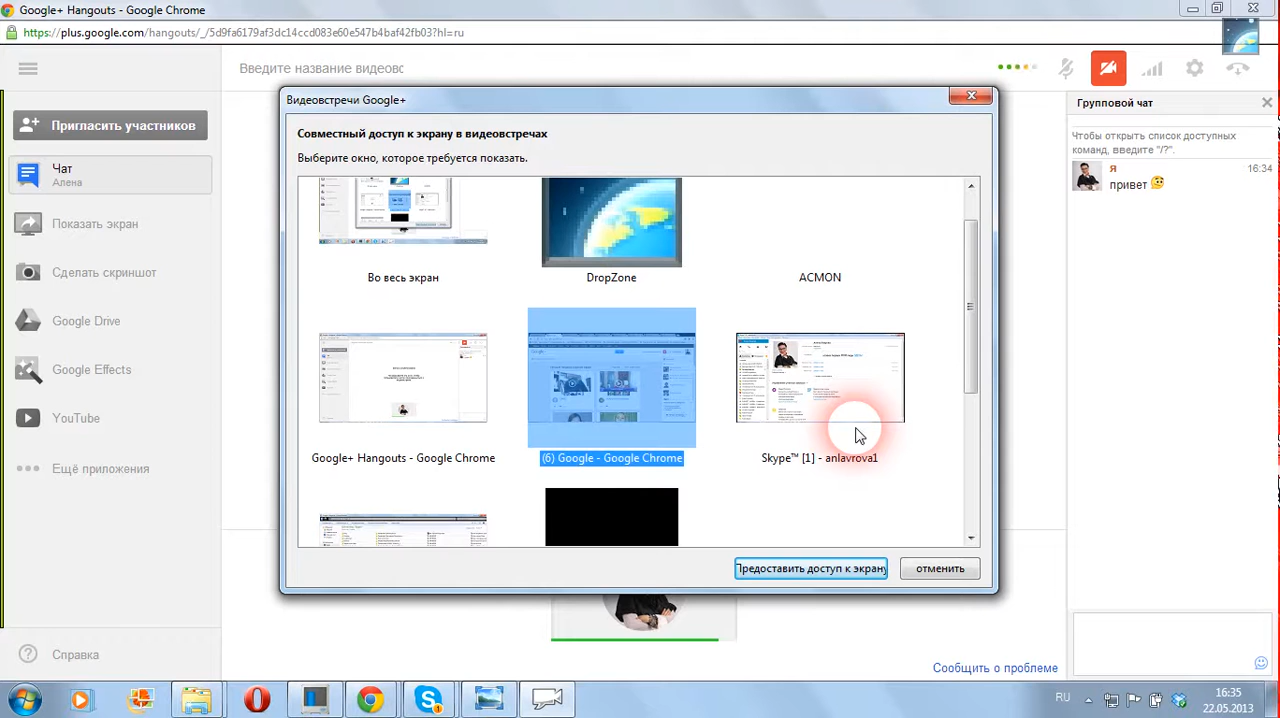 Google+ Hangouts - Google Chrome
https://plus.google.com/hangouts/_/5d9fa6179af3dc14ccd083e60e547b4baf42fb03?hl=ru
Введите название видеовс
Пригласить участников
Чат
Алена
Показать экран
Сделать скриншот
Google Drive
Google Effects
YouTube
Ещё приложения
Справка
Видеовстречи Google+
Совместный доступ к экрану в видеовстречах
Выберите окно, которое требуется показать.
Во весь экран
DropZone
ACMON
Google+ Hangouts - Google Chrome
(6) Google - Google Chrome
Skype™ [1] - anlavrova1
Предоставить доступ к экрану
отменить
Групповой чат
Чтобы открыть список доступных
команд, введите "/?".
Я
16:34
привет
Сообщить о проблеме
RU
16:35
22.05.2013